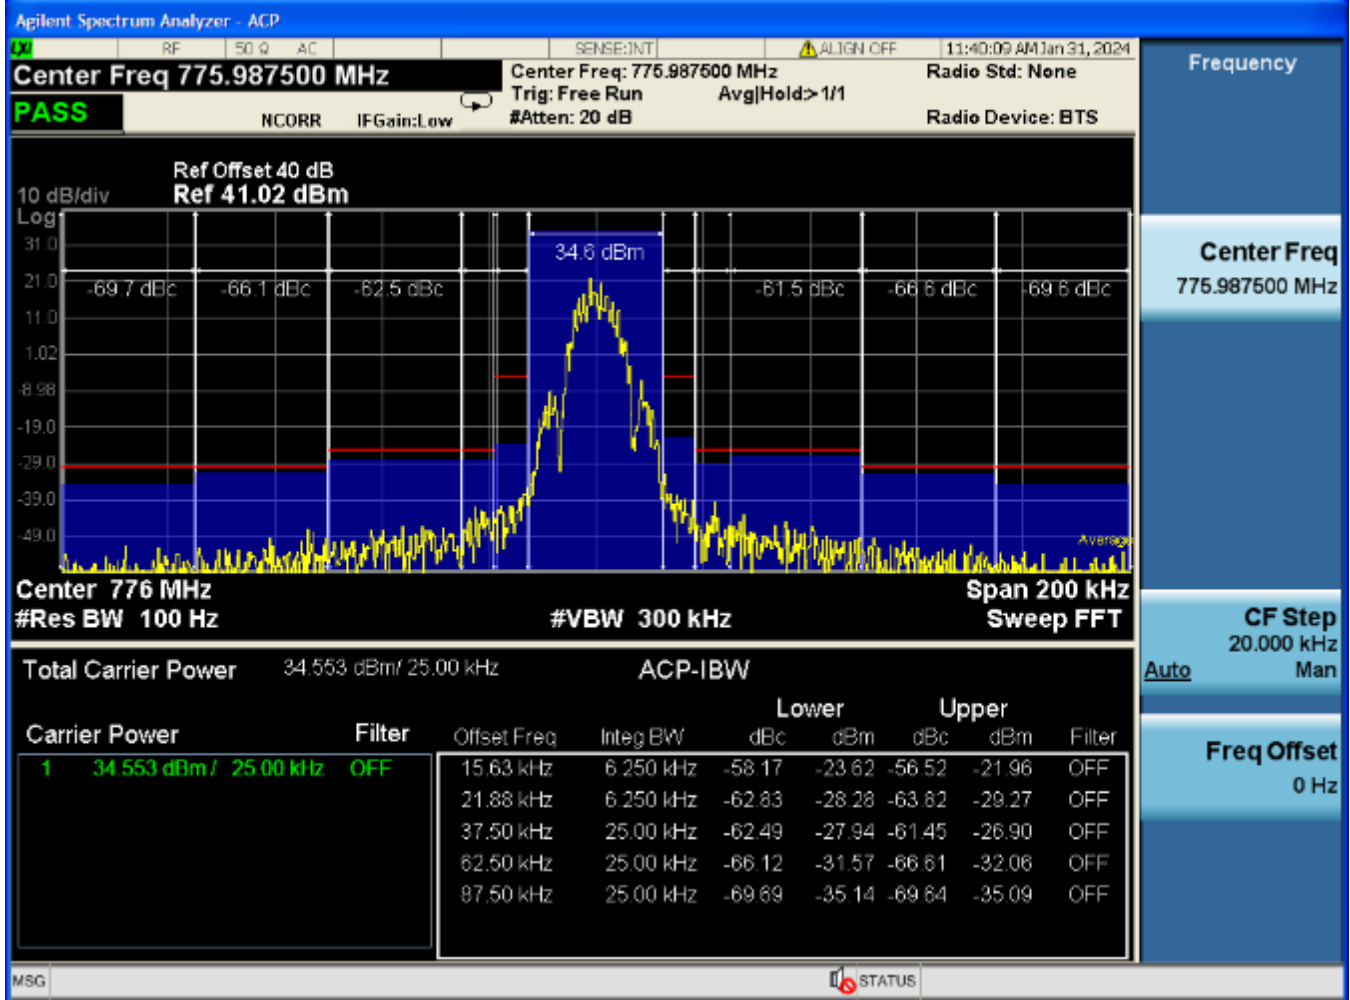 Agilent Spectrum Analyzer - ACP
LXI RF 50 Ω AC SENSE:INT ALIGN OFF 11:40:09 AM Jan 31, 2024
Center Freq 775.987500 MHz
Center Freq: 775.987500 MHz
Radio Std: None
Trig: Free Run
Avg|Hold:>1/1
PASS
NCORR
IFGain:Low
#Atten: 20 dB
Radio Device: BTS
Ref Offset 40 dB
10 dB/div
Ref 41.02 dBm
Log
31.0
21.0
11.0
1.02
-8.98
-19.0
-29.0
-39.0
-49.0
34.6 dBm
-69.7 dBc -66.1 dBc -62.5 dBc -61.5 dBc -66.6 dBc -69.6 dBc
Average
Center 776 MHz
Span 200 kHz
#Res BW 100 Hz
#VBW 300 kHz
Sweep FFT
Total Carrier Power 34.553 dBm/ 25.00 kHz
ACP-IBW
Lower Upper
Carrier Power Filter
Offset Freq Integ BW dBc dBm dBc dBm Filter
1 34.553 dBm / 25.00 kHz OFF
15.63 kHz 6.250 kHz -58.17 -23.62 -56.52 -21.96 OFF
21.88 kHz 6.250 kHz -62.83 -28.28 -63.82 -29.27 OFF
37.50 kHz 25.00 kHz -62.49 -27.94 -61.45 -26.90 OFF
62.50 kHz 25.00 kHz -66.12 -31.57 -66.61 -32.06 OFF
87.50 kHz 25.00 kHz -69.69 -35.14 -69.64 -35.09 OFF
MSG
STATUS
Frequency
Center Freq
775.987500 MHz
CF Step
20.000 kHz
Auto Man
Freq Offset
0 Hz